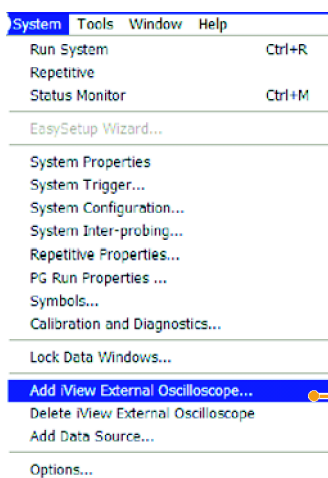 System Tools Window Help
Run System Ctrl+R
Repetitive
Status Monitor Ctrl+M
EasySetup Wizard...
System Properties
System Trigger...
System Configuration...
System Inter-probing...
Repetitive Properties...
PG Run Properties ...
Symbols...
Calibration and Diagnostics...
Lock Data Windows...
Add iView External Oscilloscope...
Delete iView External Oscilloscope
Add Data Source...
Options...